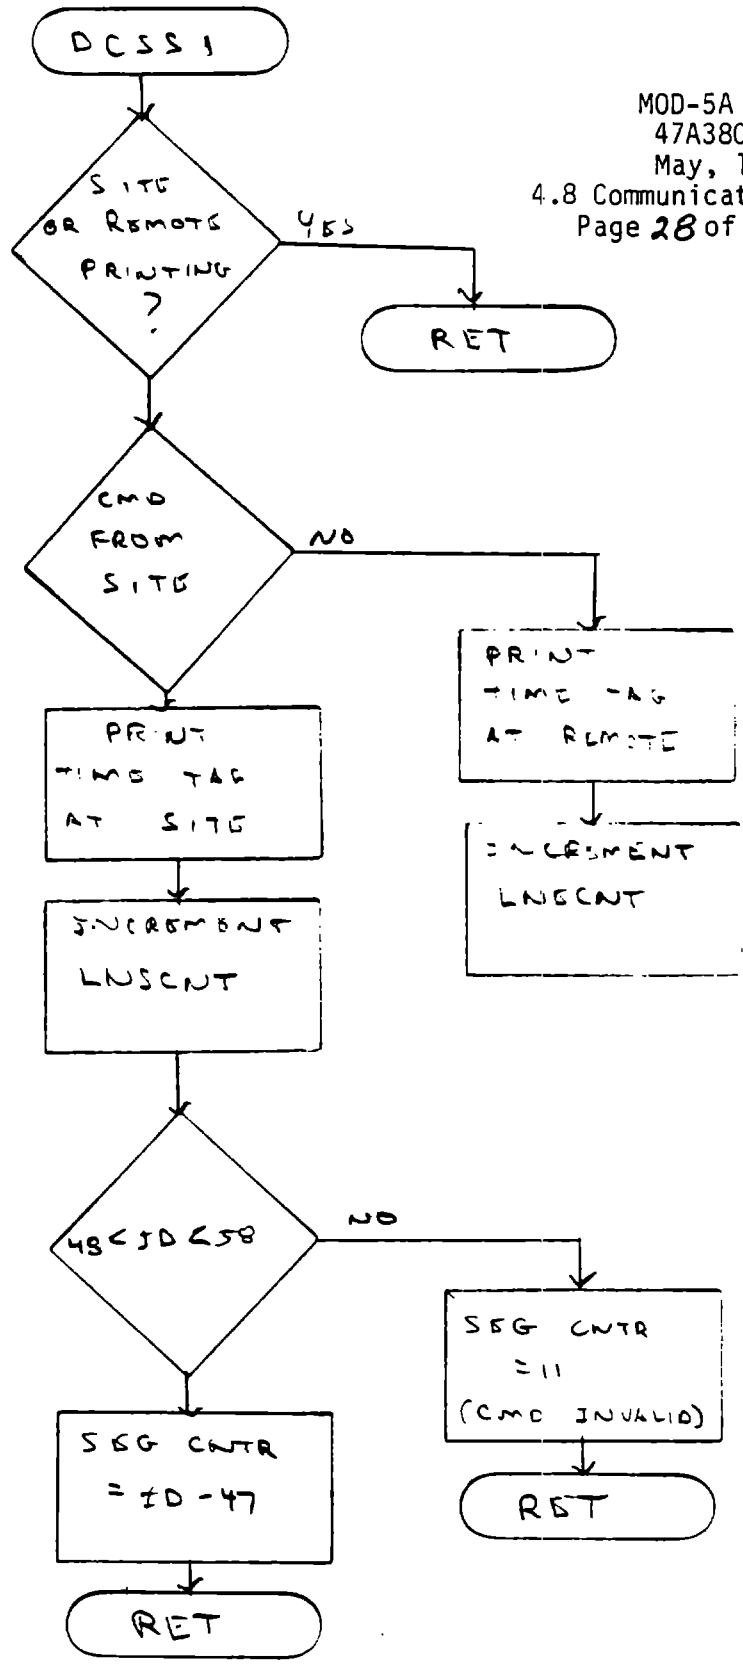 DCSS1
MOD-5A
47A380
May, 1
4.8 Communicat
Page 28 of
SITE
OR REMOTE
PRINTING
?
YES
RET
CMD
FROM
SITE
NO
PRINT
TIME TAG
AT REMOTE
PRINT
TIME TAG
AT SITE
INCREMENT
LNECNT
INCREMENT
LNSCNT
48 < ID < 58
NO
SEG CNTR
= 11
(CMD INVALID)
SEG CNTR
= ID - 47
RET
RET